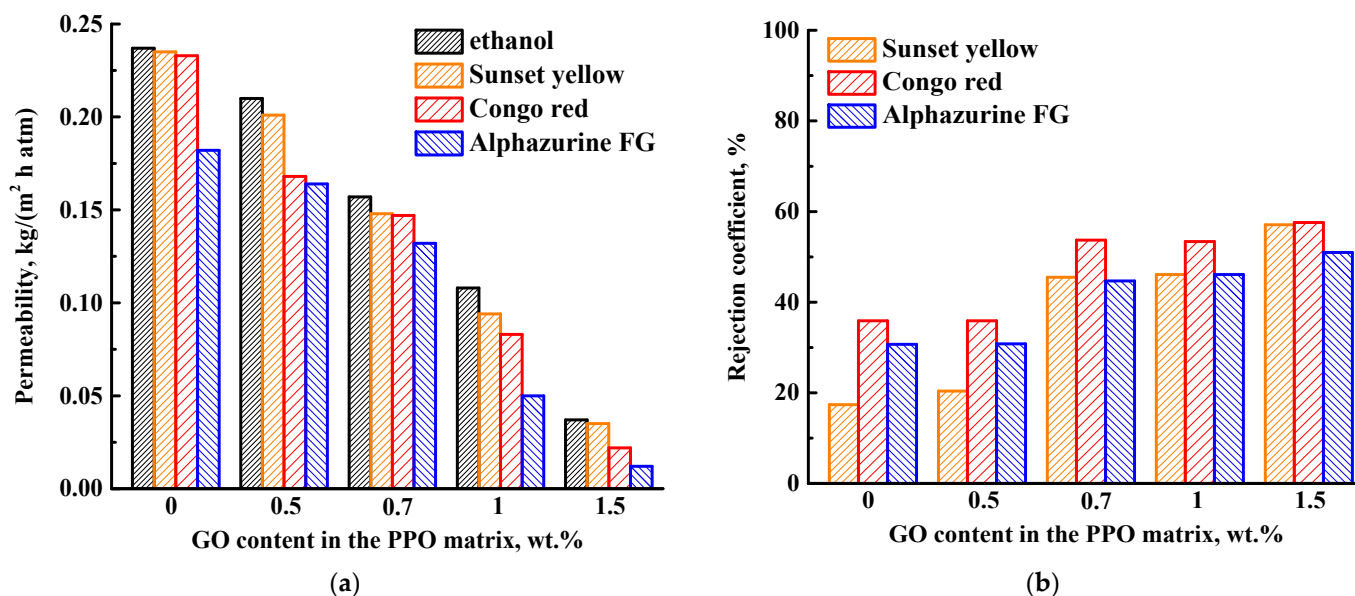 0.25
0.20
0.15
0.10
0.05
0.00
Permeability, kg/(m² h atm)
ethanol
Sunset yellow
Congo red
Alphazurine FG
0 0.5 0.7 1 1.5
GO content in the PPO matrix, wt.%
(a)
100
80
60
40
20
0
Rejection coefficient, %
Sunset yellow
Congo red
Alphazurine FG
0 0.5 0.7 1 1.5
GO content in the PPO matrix, wt.%
(b)